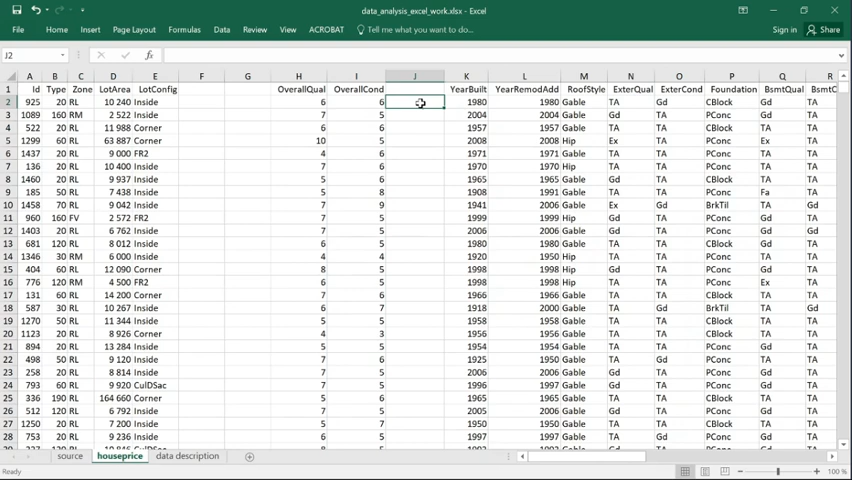 data_analysis_excel_work.xlsx - Excel
File Home Insert Page Layout Formulas Data Review View ACROBAT Tell me what you want to do... Sign in Share
J2 fx
A B C D E F G H I J K L M N O P Q R
1 Id Type Zone LotArea LotConfig OverallQual OverallCond YearBuilt YearRemodAdd RoofStyle ExterQual ExterCond Foundation BsmtQual BsmtC
2 925 20 RL 10 240 Inside 6 6 1980 1980 Gable TA Gd CBlock Gd TA
3 1089 160 RM 2 522 Inside 7 5 2004 2004 Gable Gd TA PConc Gd TA
4 522 20 RL 11 988 Corner 6 6 1957 1957 Gable TA TA CBlock TA TA
5 1299 60 RL 63 887 Corner 10 5 2008 2008 Hip Ex TA PConc Ex TA
6 1437 20 RL 9 000 FR2 4 6 1971 1971 Gable TA TA PConc Gd TA
7 136 20 RL 10 400 Inside 7 6 1970 1970 Hip TA TA PConc TA TA
8 1460 20 RL 9 937 Inside 5 6 1965 1965 Gable Gd TA CBlock TA TA
9 185 50 RL 7 438 Inside 5 8 1908 1991 Gable TA TA PConc Fa TA
10 1458 70 RL 9 042 Inside 7 9 1941 2006 Gable Ex Gd BrkTil TA Gd
11 960 160 FV 2 572 FR2 7 5 1999 1999 Hip Gd TA PConc Gd TA
12 1403 20 RL 6 762 Inside 7 5 2006 2006 Gable Gd TA PConc Gd Gd
13 681 120 RL 8 012 Inside 6 5 1980 1980 Gable TA TA CBlock Gd TA
14 1346 30 RM 6 000 Inside 4 4 1920 1950 Hip TA TA PConc TA TA
15 404 60 RL 12 090 Corner 8 5 1998 1998 Hip Gd TA PConc Gd TA
16 776 120 RM 4 500 FR2 6 5 1998 1998 Hip TA TA PConc Ex TA
17 131 60 RL 14 200 Corner 7 6 1966 1966 Gable TA TA CBlock TA TA
18 587 30 RL 10 267 Inside 6 7 1918 2000 Gable TA Gd BrkTil TA Gd
19 1270 50 RL 11 344 Inside 5 5 1958 1958 Gable TA TA CBlock TA TA
20 1123 20 RL 8 926 Corner 4 3 1956 1956 Gable TA TA CBlock TA TA
21 894 20 RL 13 284 Inside 5 5 1954 1954 Gable TA TA PConc Gd TA
22 498 50 RL 9 120 Inside 7 6 1925 1950 Gable TA Gd CBlock TA TA
23 258 20 RL 8 814 Inside 7 5 2006 2006 Gable Gd TA PConc Gd TA
24 793 60 RL 9 920 CulDSac 7 5 1996 1997 Gable Gd TA PConc Gd TA
25 336 190 RL 164 660 Corner 5 6 1965 1965 Gable TA TA CBlock TA TA
26 512 120 RL 6 792 Inside 7 5 2005 2006 Gable Gd TA PConc Gd TA
27 1250 20 RL 7 200 Inside 5 7 1950 1950 Gable TA TA CBlock TA TA
28 753 20 RL 9 236 Inside 6 5 1997 1997 Gable TA Gd PConc Gd TA
source houseprice data description
Ready 100 %